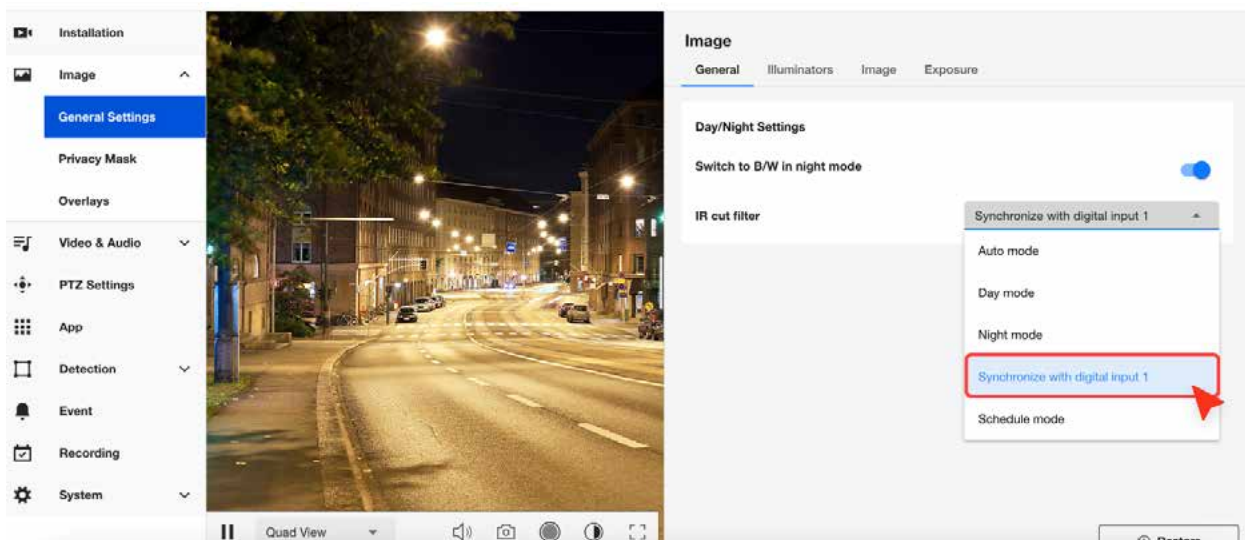 Installation
Image
General Settings
Privacy Mask
Overlays
Video & Audio
PTZ Settings
App
Detection
Event
Recording
System
Quad View
Image
General Illuminators Image Exposure
Day/Night Settings
Switch to B/W in night mode
IR cut filter
Synchronize with digital input 1
Auto mode
Day mode
Night mode
Synchronize with digital input 1
Schedule mode
Restore